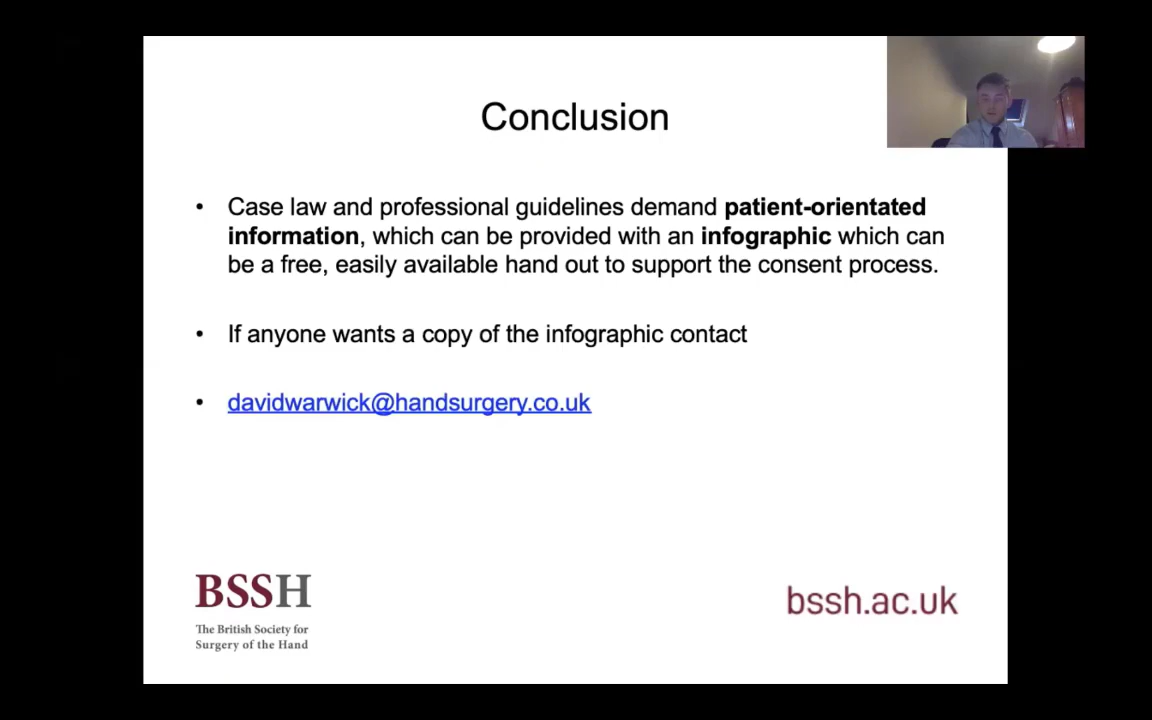 Conclusion
• Case law and professional guidelines demand patient-orientated
information, which can be provided with an infographic which can
be a free, easily available hand out to support the consent process.
• If anyone wants a copy of the infographic contact
• davidwarwick@handsurgery.co.uk
BSSH
The British Society for
Surgery of the Hand
bssh.ac.uk